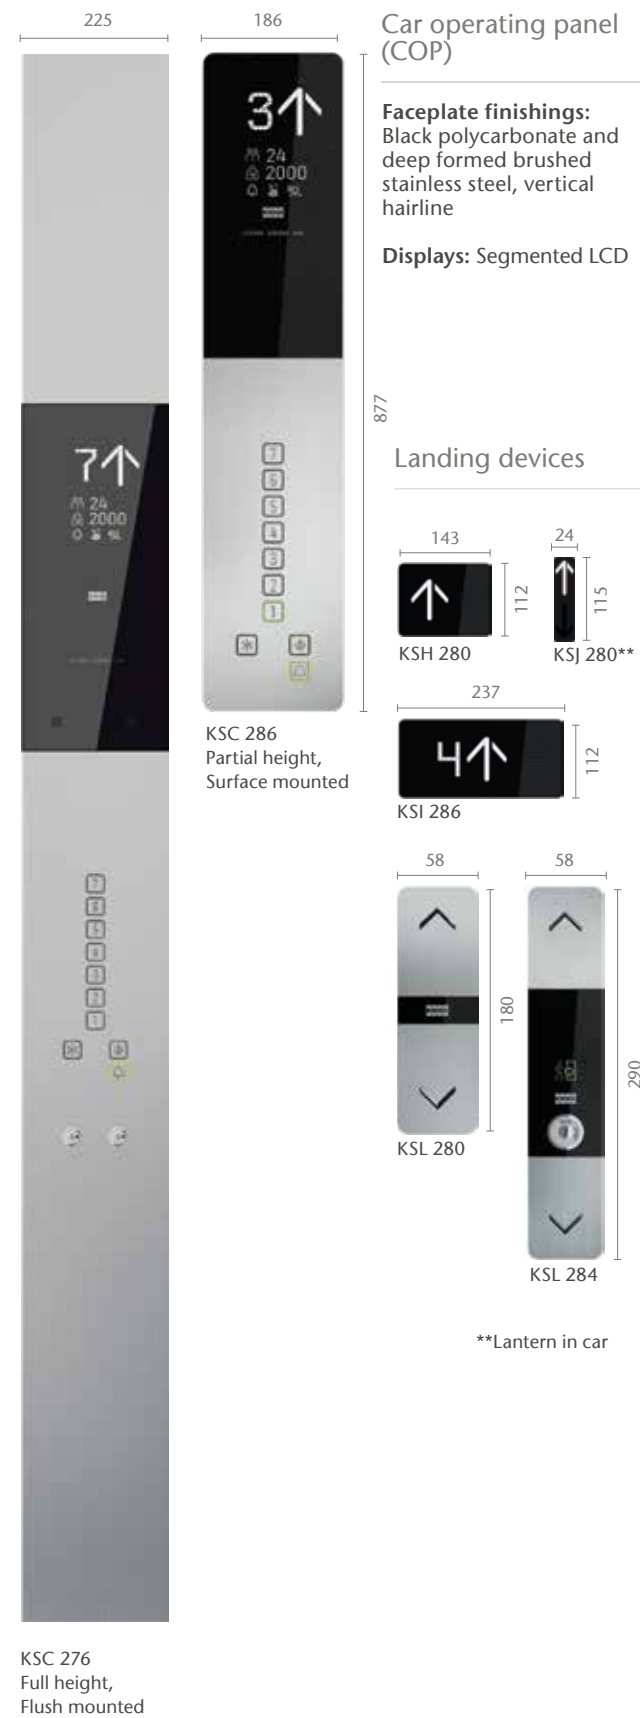 225
186
Car operating panel
(COP)
Faceplate finishings:
Black polycarbonate and
deep formed brushed
stainless steel, vertical
hairline
Displays: Segmented LCD
3
24
2000
877
7
6
5
4
3
2
1
KSC 286
Partial height,
Surface mounted
7
24
2000
7
6
5
4
3
2
1
KSC 276
Full height,
Flush mounted
Landing devices
143
112
KSH 280
24
115
KSJ 280**
237
4
112
KSI 286
58
180
KSL 280
58
290
KSL 284
**Lantern in car